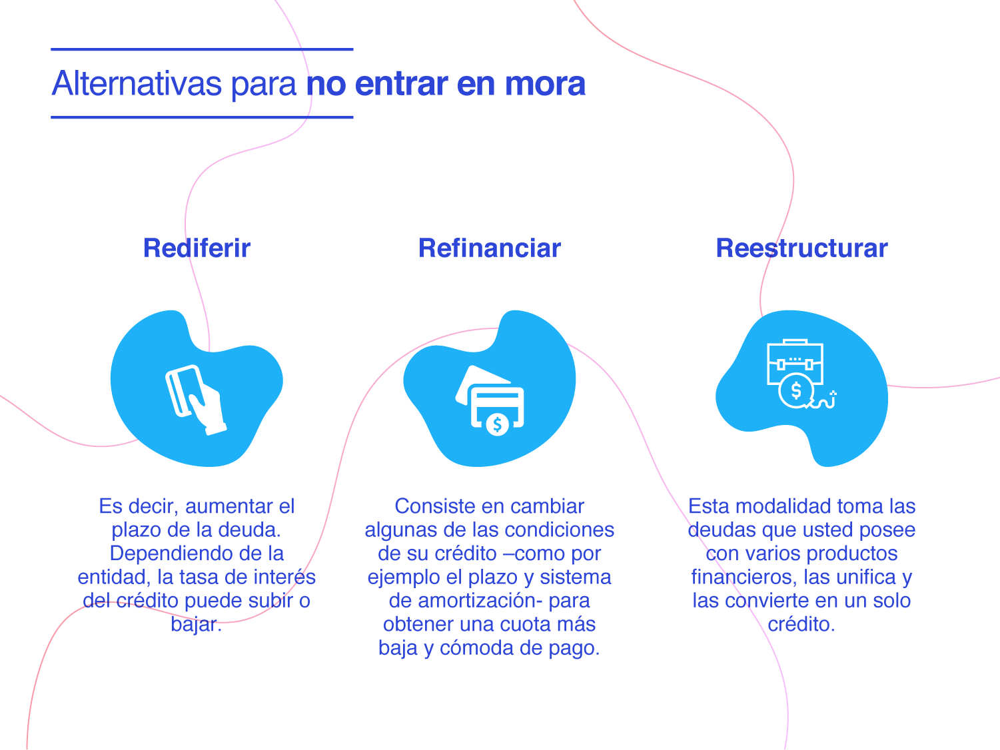 Alternativas para no entrar en mora
Rediferir
Es decir, aumentar el
plazo de la deuda.
Dependiendo de la
entidad, la tasa de interés
del crédito puede subir o
bajar.
Refinanciar
$
Consiste en cambiar
algunas de las condiciones
de su crédito –como por
ejemplo el plazo y sistema
de amortización- para
obtener una cuota más
baja y cómoda de pago.
Reestructurar
$
Esta modalidad toma las
deudas que usted posee
con varios productos
financieros, las unifica y
las convierte en un solo
crédito.